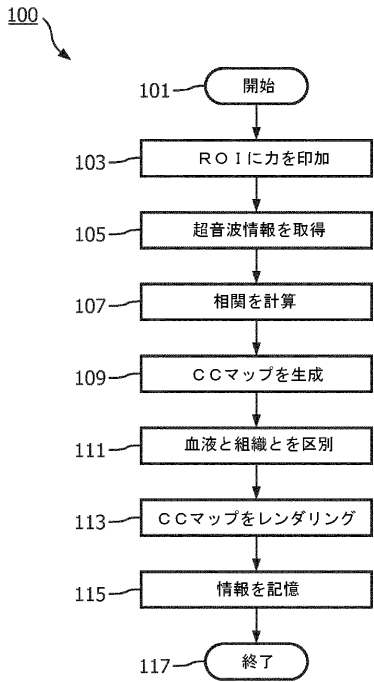 100
101
開始
103
ＲＯＩに力を印加
105
超音波情報を取得
107
相関を計算
109
ＣＣマップを生成
111
血液と組織とを区別
113
ＣＣマップをレンダリング
115
情報を記憶
117
終了